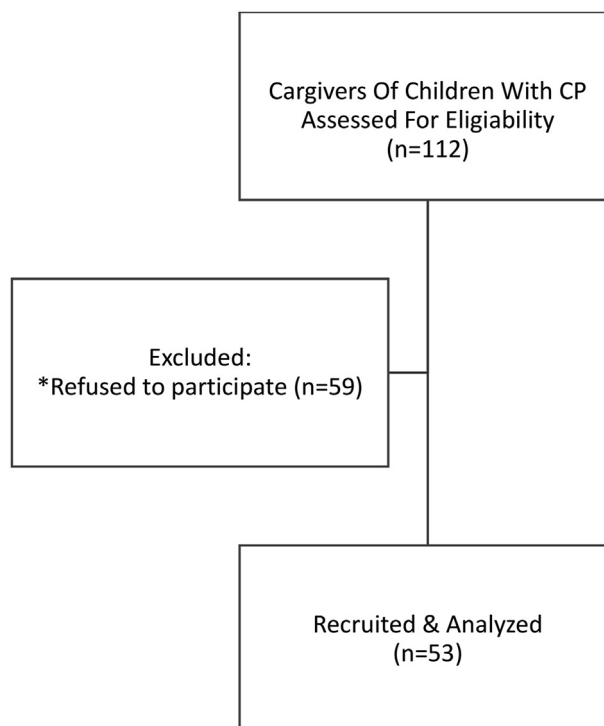 Cargivers Of Children With CP
Assessed For Eligiability
(n=112)
Excluded:
*Refused to participate (n=59)
Recruited & Analyzed
(n=53)